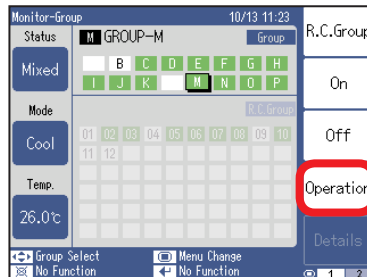 Monitor-Group 10/13 11:23
Status
Mixed
Mode
Cool
Temp.
26.0℃
M GROUP-M Group
B C D E F G H
I J K M N O P
R.C.Group
01 02 03 04 05 06 07 08 09 10
11 12
Group Select Menu Change
No Function No Function
R.C.Group
On
Off
Operation
Details
1 2